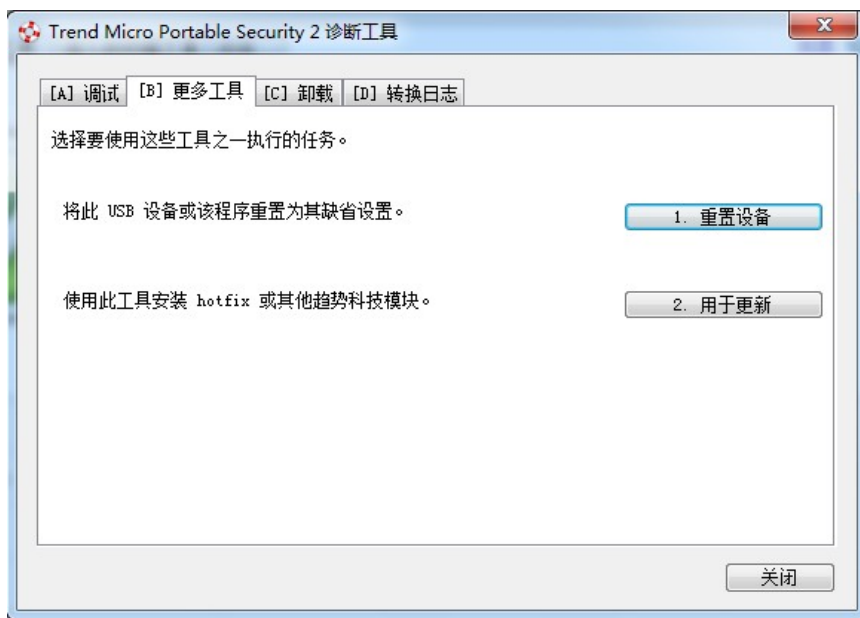 Trend Micro Portable Security 2 诊断工具
[A] 调试 [B] 更多工具 [C] 卸载 [D] 转换日志
选择要使用这些工具之一执行的任务。
将此 USB 设备或该程序重置为其缺省设置。 1. 重置设备
使用此工具安装 hotfix 或其他趋势科技模块。 2. 用于更新
关闭